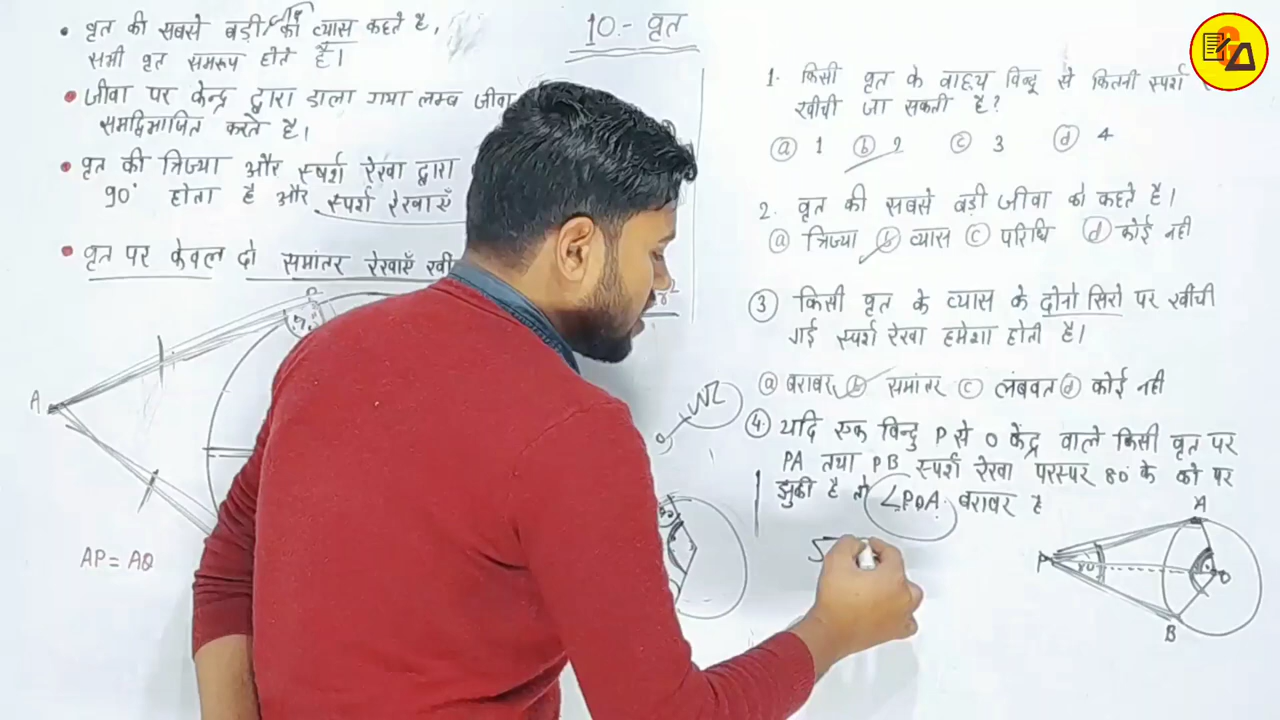 10.- वृत
• वृत की सबसे बड़ी जीवा को व्यास कहते है,
सभी वृत समरूप होते है।
• जीवा पर केन्द्र द्वारा डाला गया लम्ब जीवा
समद्विभाजित करते है।
• वृत की त्रिज्या और स्पर्श रेखा द्वारा
90° होता है और स्पर्श रेखाएँ
• वृत पर केवल दो समांतर रेखाएँ
A
AP = AQ
1. किसी वृत के वाह्य विन्दू से कितनी स्पर्श
खींची जा सकती है?
(a) 1 (b) 2 (c) 3 (d) 4
2. वृत की सबसे बड़ी जीवा को कहते है।
(a) त्रिज्या (b) व्यास (c) परिधि (d) कोई नही
(3) किसी वृत के व्यास के दोनो सिरो पर खींची
गई स्पर्श रेखा हमेशा होती है।
(a) बराबर (b) समांतर (c) लंबवत (d) कोई नही
(4.) यदि एक विन्दु P से O केंद्र वाले किसी वृत पर
PA तथा PB स्पर्श रेखा परस्पर 80° के को पर
झुकी है तो ∠POA. बराबर है
A
P 80 O
B